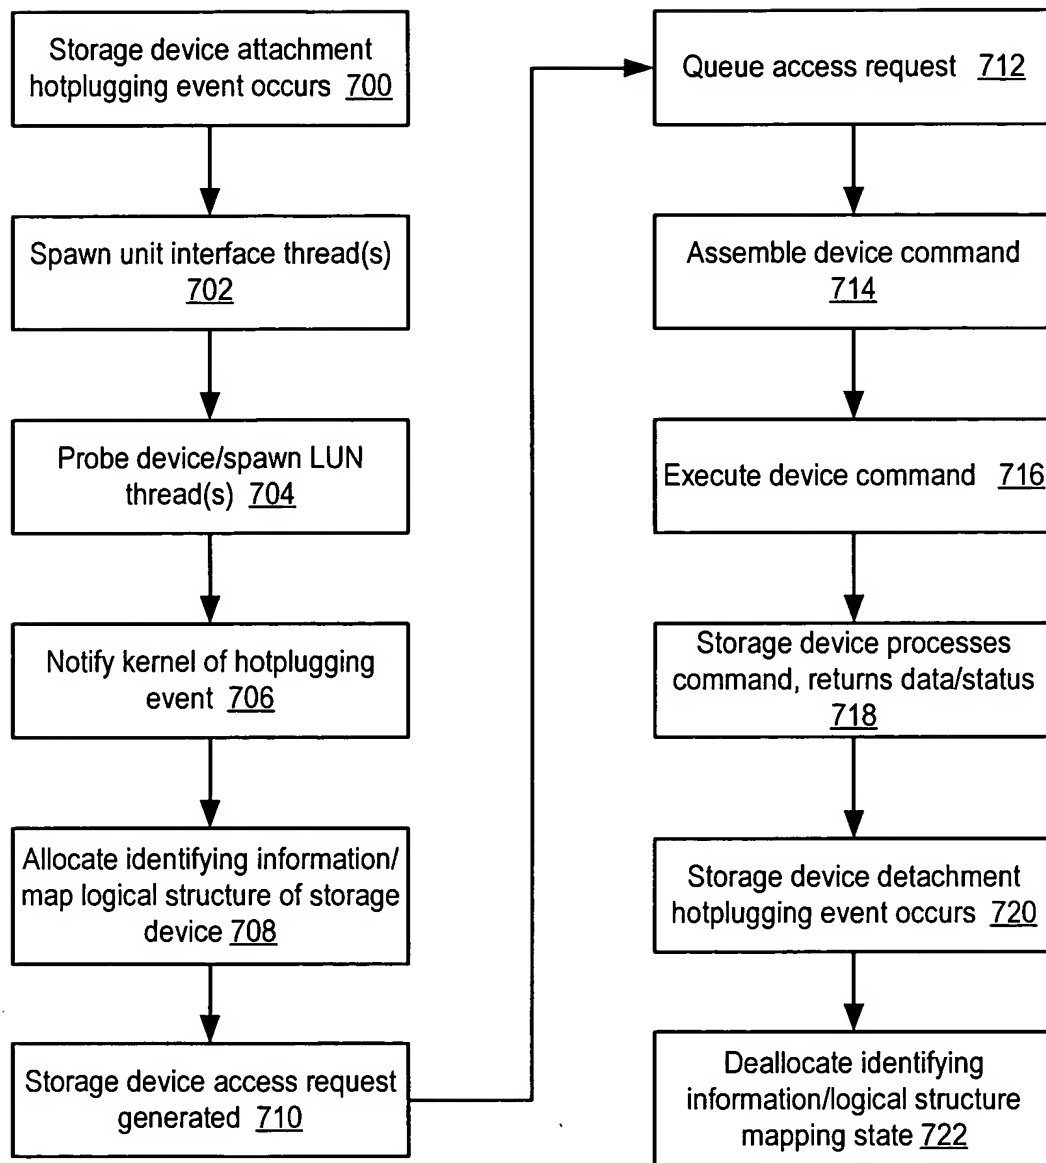 Storage device attachment
hotplugging event occurs 700
Spawn unit interface thread(s)
702
Probe device/spawn LUN
thread(s) 704
Notify kernel of hotplugging
event 706
Allocate identifying information/
map logical structure of storage
device 708
Storage device access request
generated 710
Queue access request 712
Assemble device command
714
Execute device command 716
Storage device processes
command, returns data/status
718
Storage device detachment
hotplugging event occurs 720
Deallocate identifying
information/logical structure
mapping state 722